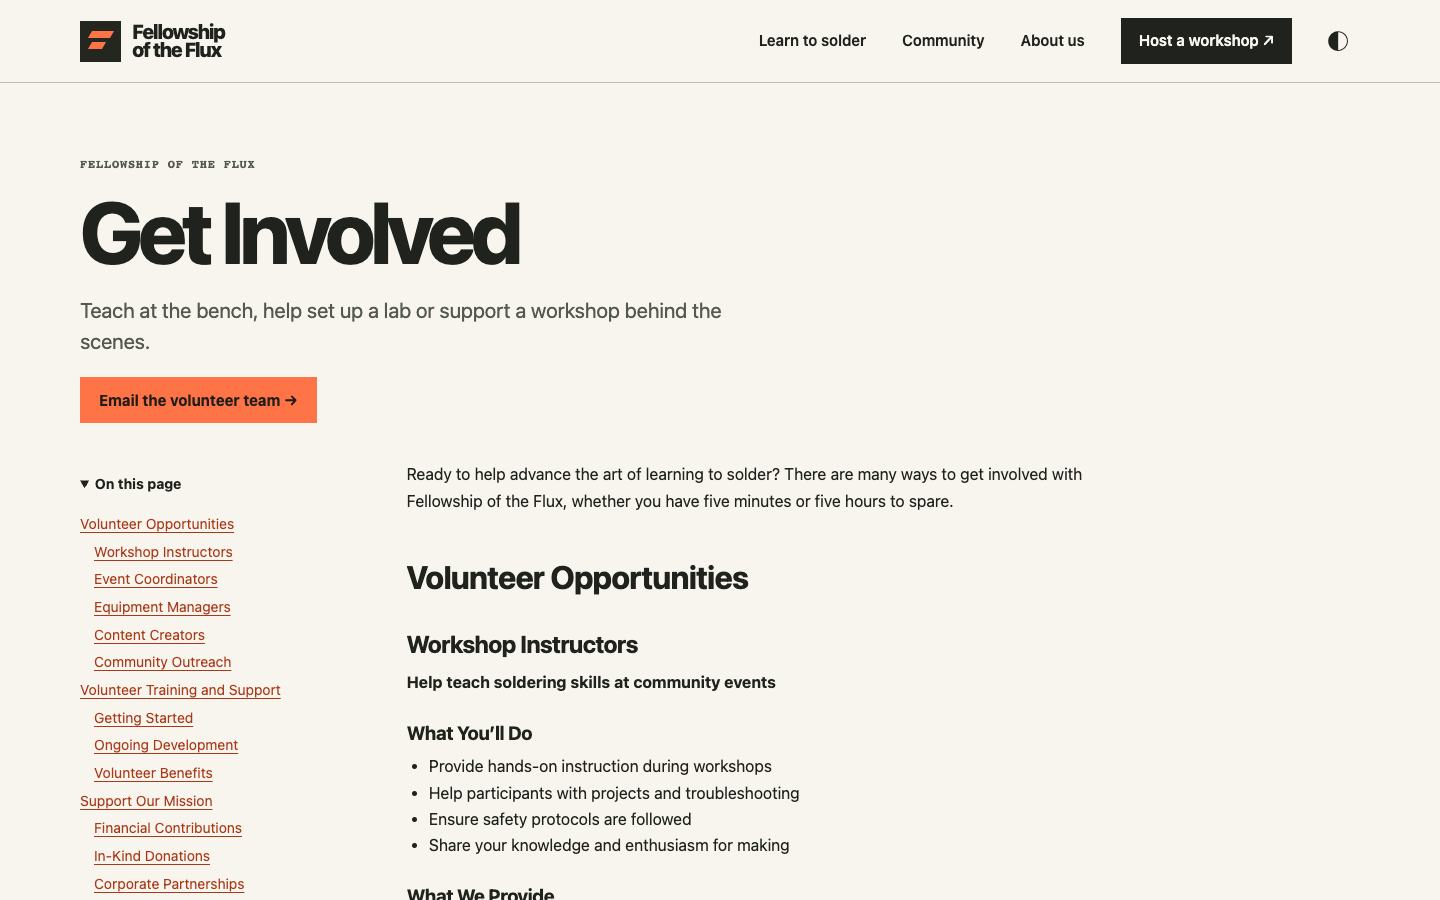 Fellowship
of the Flux
Learn to solder
Community
About us
Host a workshop ↗
FELLOWSHIP OF THE FLUX
Get Involved
Teach at the bench, help set up a lab or support a workshop behind the
scenes.
Email the volunteer team →
▼ On this page
Volunteer Opportunities
Workshop Instructors
Event Coordinators
Equipment Managers
Content Creators
Community Outreach
Volunteer Training and Support
Getting Started
Ongoing Development
Volunteer Benefits
Support Our Mission
Financial Contributions
In-Kind Donations
Corporate Partnerships
Ready to help advance the art of learning to solder? There are many ways to get involved with
Fellowship of the Flux, whether you have five minutes or five hours to spare.
Volunteer Opportunities
Workshop Instructors
Help teach soldering skills at community events
What You’ll Do
• Provide hands-on instruction during workshops
• Help participants with projects and troubleshooting
• Ensure safety protocols are followed
• Share your knowledge and enthusiasm for making
What We Provide